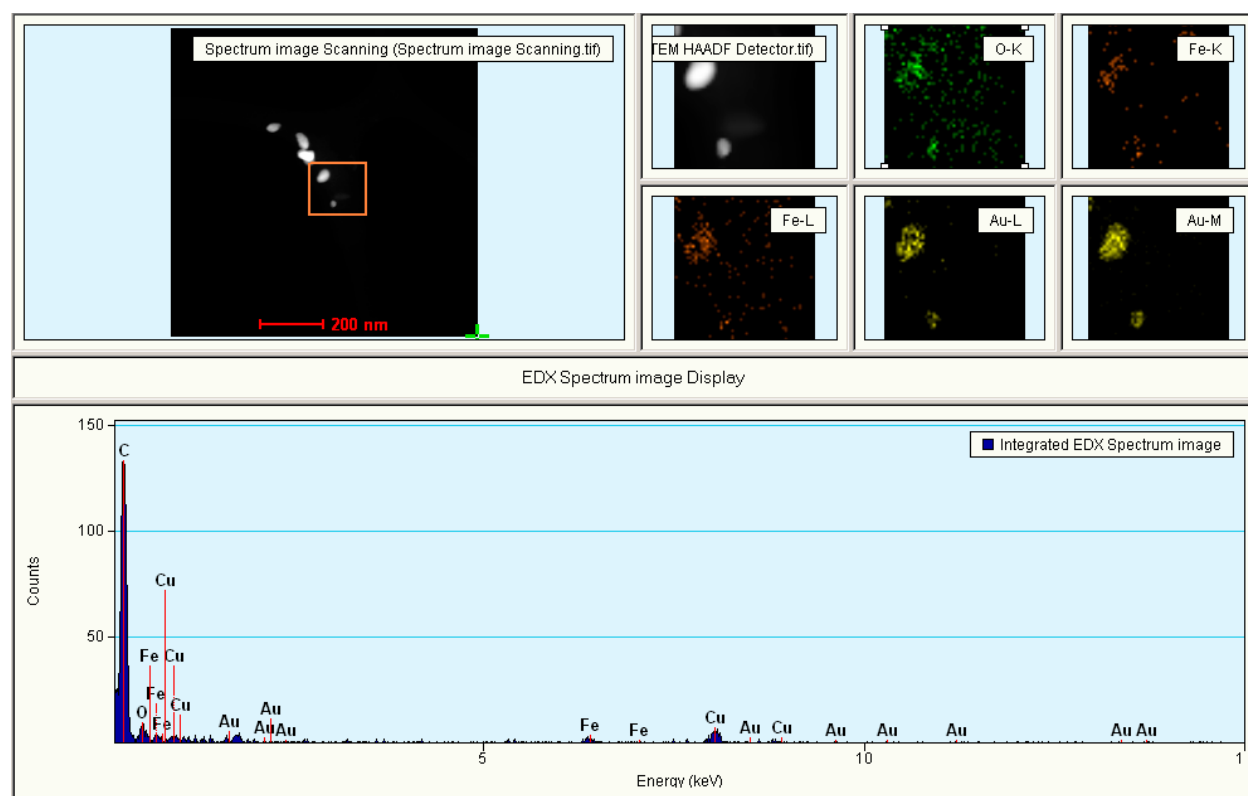 Spectrum image Scanning (Spectrum image Scanning.tif)
200 nm
TEM HAADF Detector.tif)
O-K
Fe-K
Fe-L
Au-L
Au-M
EDX Spectrum image Display
Integrated EDX Spectrum image
Counts
150
100
50
C
Cu
Fe
Cu
Fe
Cu
O
Fe
Au
Au
Au
Au
Fe
Fe
Cu
Au
Cu
Au
Au
Au
Au
Au
5
10
1
Energy (keV)